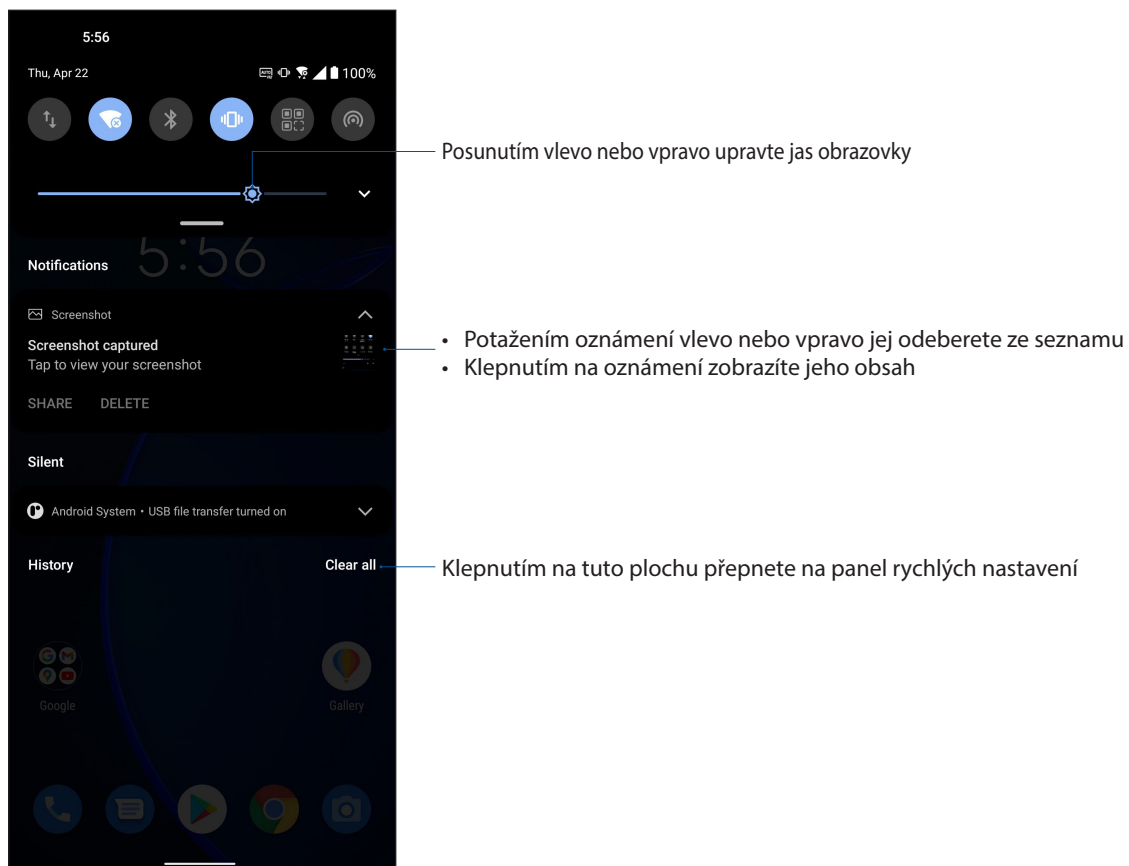 5:56
Thu, Apr 22
100%
Posunutím vlevo nebo vpravo upravte jas obrazovky
5:56
Notifications
Screenshot
Screenshot captured
Tap to view your screenshot
• Potažením oznámení vlevo nebo vpravo jej odeberete ze seznamu
• Klepnutím na oznámení zobrazíte jeho obsah
SHARE DELETE
Silent
Android System • USB file transfer turned on
History Clear all
Klepnutím na tuto plochu přepnete na panel rychlých nastavení
Google Gallery